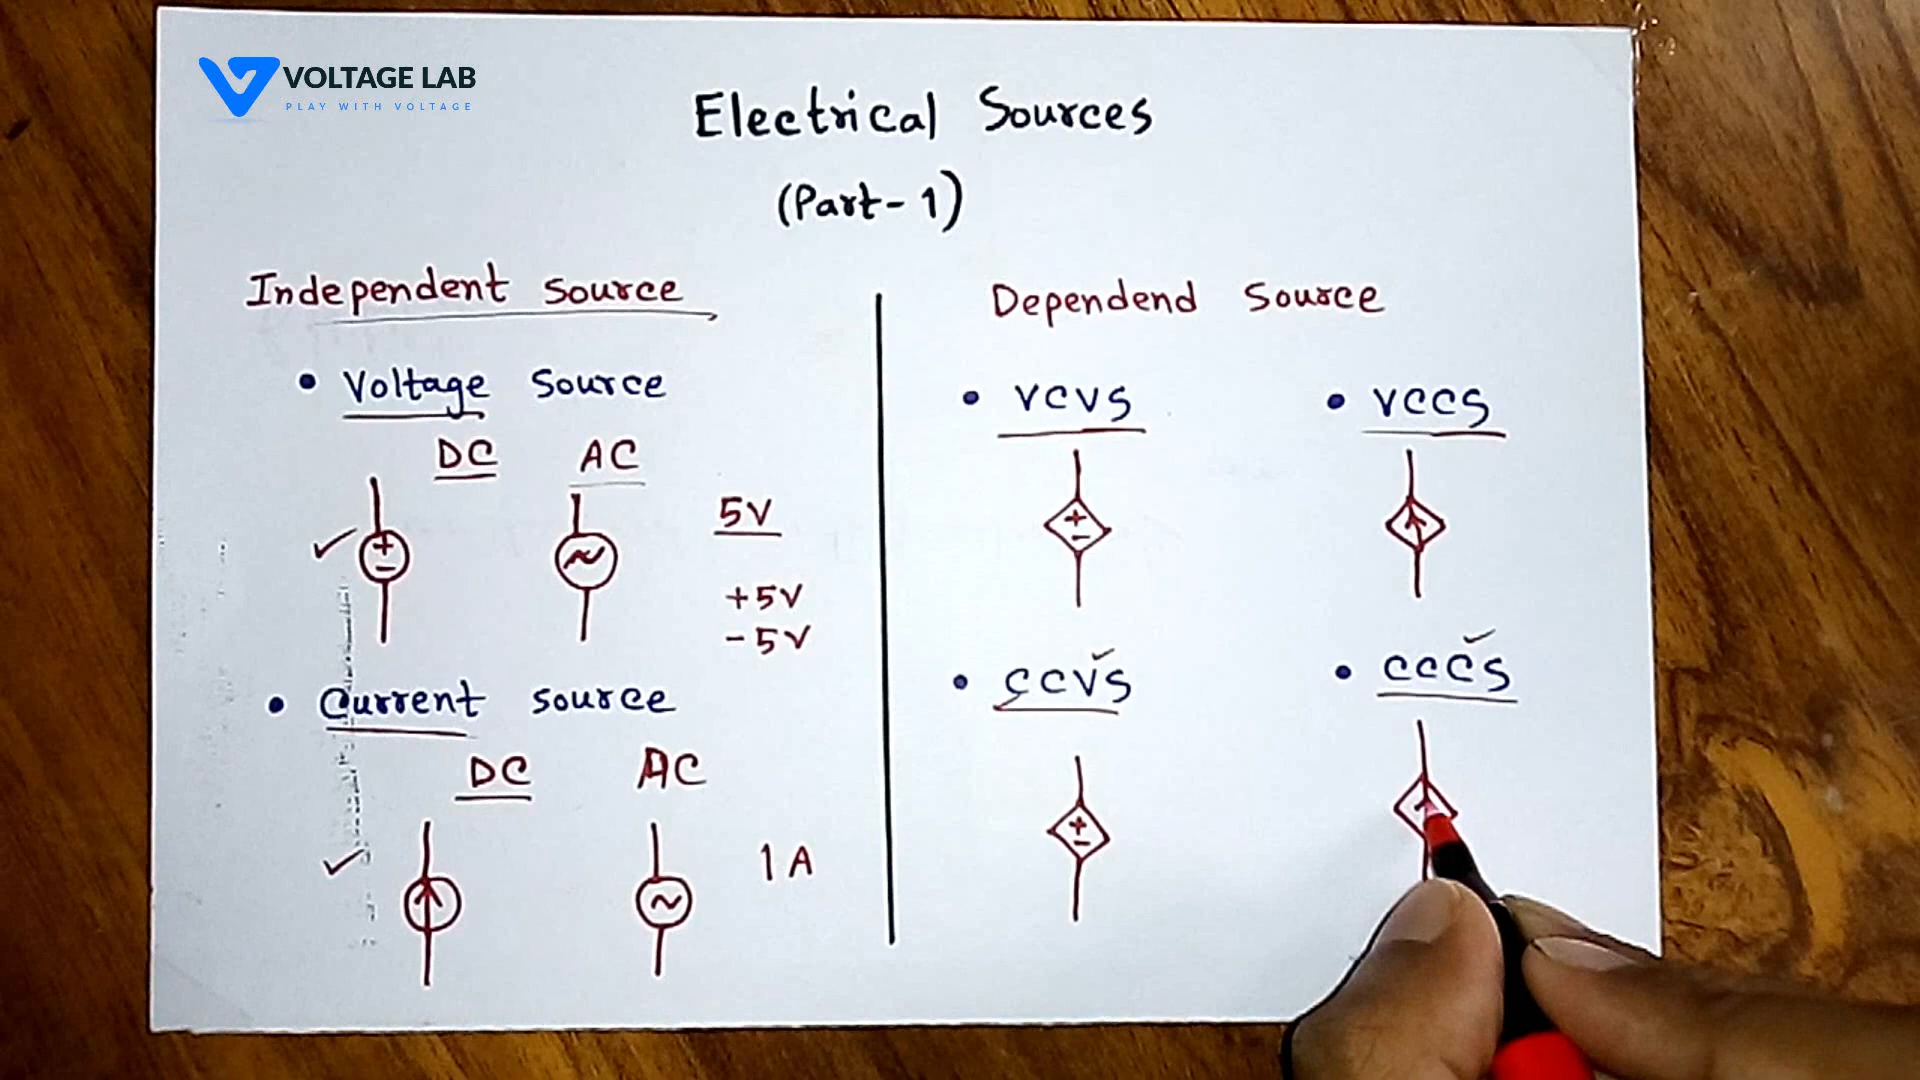 VOLTAGE LAB
PLAY WITH VOLTAGE
Electrical Sources
(Part-1)
Independent Source
• Voltage Source
DC AC
+
-
~
5V
+5V
-5V
• Current source
DC AC
~
1 A
Dependend Source
• VCVS
+
-
• VCCS
• CCVS
+
-
• CCCS